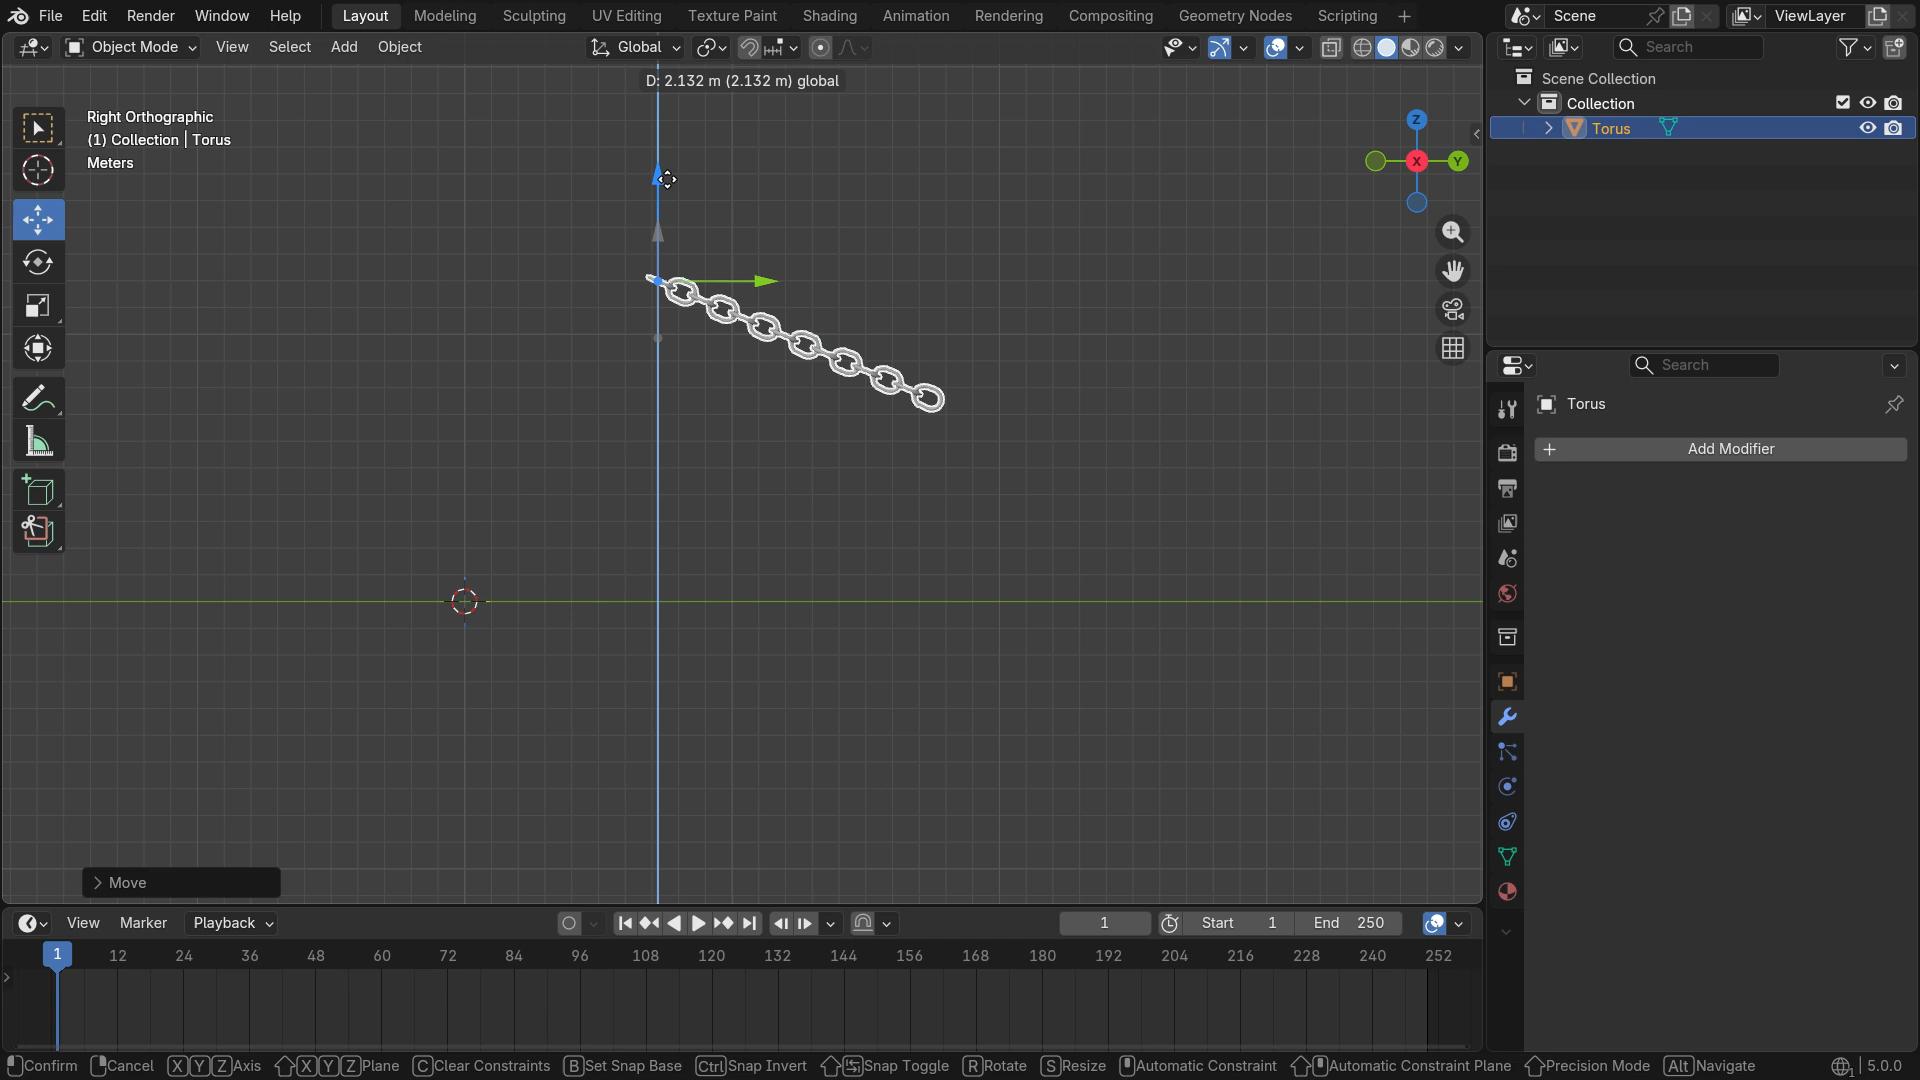 File Edit Render Window Help Layout Modeling Sculpting UV Editing Texture Paint Shading Animation Rendering Compositing Geometry Nodes Scripting + Scene ViewLayer
Object Mode View Select Add Object Global Search
D: 2.132 m (2.132 m) global
Scene Collection
Collection
Torus
Right Orthographic
(1) Collection | Torus
Meters
Z
X
Y
Search
Torus
Add Modifier
Move
View Marker Playback 1 Start 1 End 250
1 12 24 36 48 60 72 84 96 108 120 132 144 156 168 180 192 204 216 228 240 252
Confirm Cancel X Y Z Axis X Y Z Plane C Clear Constraints B Set Snap Base Ctrl Snap Invert Snap Toggle R Rotate S Resize Automatic Constraint Automatic Constraint Plane Precision Mode Alt Navigate 5.0.0